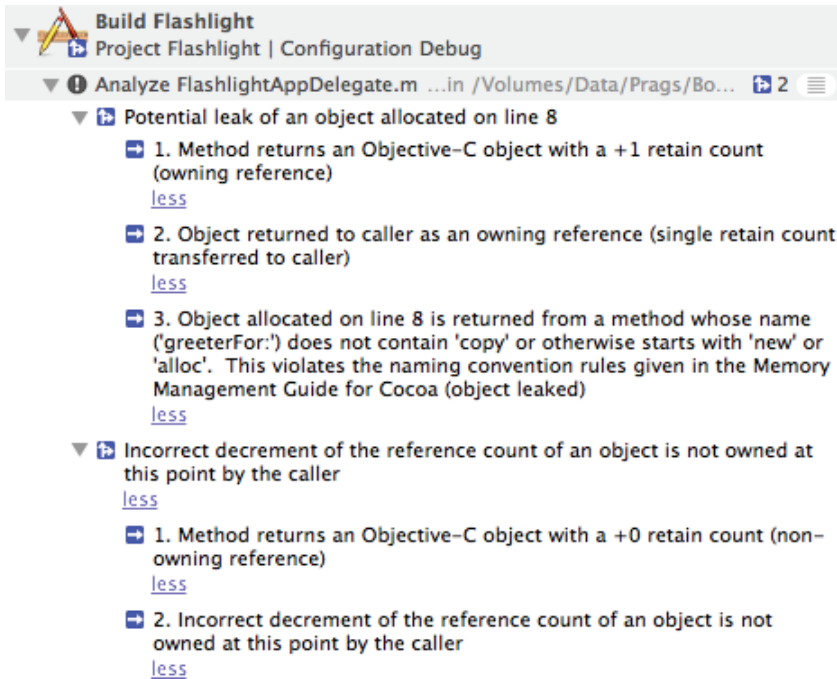 Build Flashlight
Project Flashlight | Configuration Debug
Analyze FlashlightAppDelegate.m ...in /Volumes/Data/Prags/Bo... 2
Potential leak of an object allocated on line 8
1. Method returns an Objective-C object with a +1 retain count
(owning reference)
less
2. Object returned to caller as an owning reference (single retain count
transferred to caller)
less
3. Object allocated on line 8 is returned from a method whose name
('greeterFor:') does not contain 'copy' or otherwise starts with 'new' or
'alloc'. This violates the naming convention rules given in the Memory
Management Guide for Cocoa (object leaked)
less
Incorrect decrement of the reference count of an object is not owned at
this point by the caller
less
1. Method returns an Objective-C object with a +0 retain count (non-
owning reference)
less
2. Incorrect decrement of the reference count of an object is not
owned at this point by the caller
less